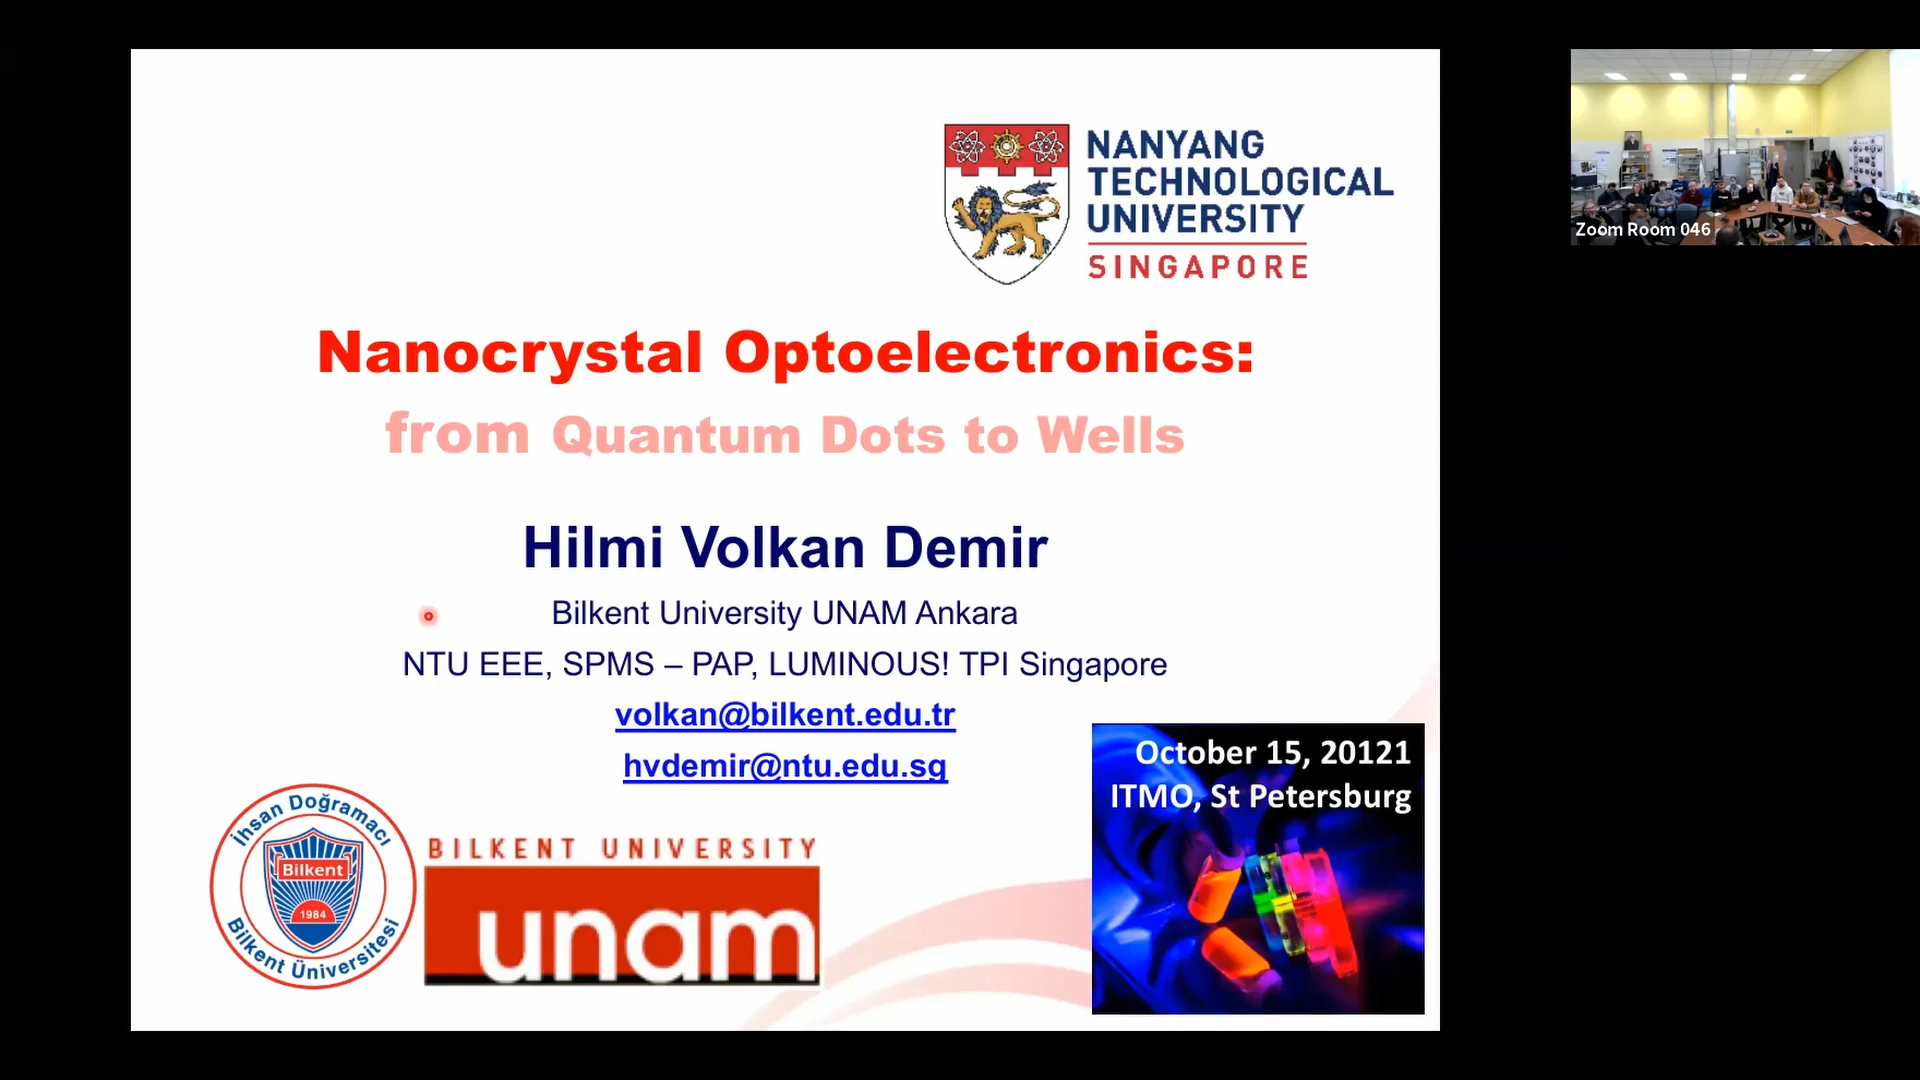 NANYANG
TECHNOLOGICAL
UNIVERSITY
SINGAPORE
Zoom Room 046
Nanocrystal Optoelectronics:
from Quantum Dots to Wells
Hilmi Volkan Demir
Bilkent University UNAM Ankara
NTU EEE, SPMS – PAP, LUMINOUS! TPI Singapore
volkan@bilkent.edu.tr
hvdemir@ntu.edu.sg
October 15, 20121
ITMO, St Petersburg
İhsan Doğramacı
Bilkent
1984
Bilkent Üniversitesi
BILKENT UNIVERSITY
unam